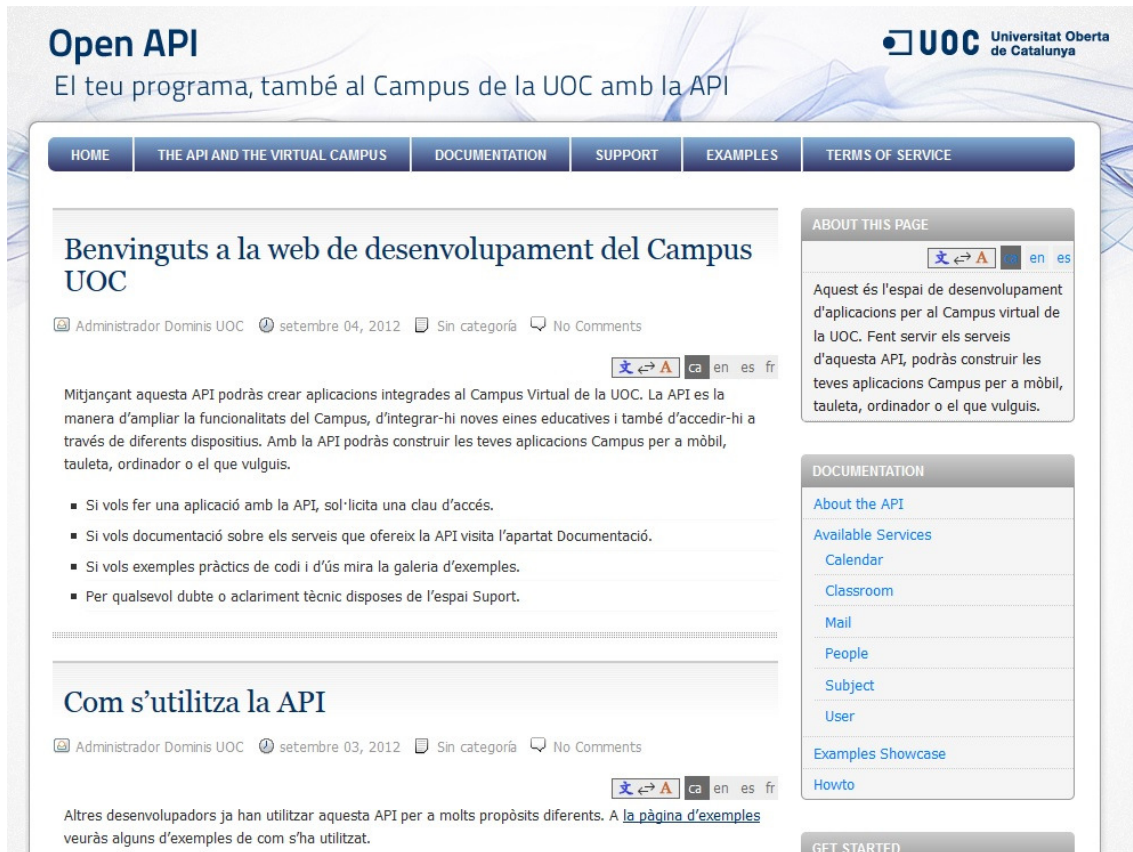 Open API
El teu programa, també al Campus de la UOC amb la API
UOC Universitat Oberta
de Catalunya
HOME THE API AND THE VIRTUAL CAMPUS DOCUMENTATION SUPPORT EXAMPLES TERMS OF SERVICE
Benvinguts a la web de desenvolupament del Campus
UOC
Administrador Dominis UOC setembre 04, 2012 Sin categoría No Comments
文 ↔ A ca en es fr
Mitjançant aquesta API podràs crear aplicacions integrades al Campus Virtual de la UOC. La API es la
manera d’ampliar la funcionalitats del Campus, d’integrar-hi noves eines educatives i també d’accedir-hi a
través de diferents dispositius. Amb la API podràs construir les teves aplicacions Campus per a mòbil,
tauleta, ordinador o el que vulguis.
Si vols fer una aplicació amb la API, sol·licita una clau d’accés.
Si vols documentació sobre els serveis que ofereix la API visita l’apartat Documentació.
Si vols exemples pràctics de codi i d’ús mira la galeria d’exemples.
Per qualsevol dubte o aclariment tècnic disposes de l’espai Suport.
Com s’utilitza la API
Administrador Dominis UOC setembre 03, 2012 Sin categoría No Comments
文 ↔ A ca en es fr
Altres desenvolupadors ja han utilitzar aquesta API per a molts propòsits diferents. A la pàgina d’exemples
veuràs alguns d’exemples de com s’ha utilitzat.
ABOUT THIS PAGE
文 ↔ A ca en es
Aquest és l'espai de desenvolupament
d'aplicacions per al Campus virtual de
la UOC. Fent servir els serveis
d'aquesta API, podràs construir les
teves aplicacions Campus per a mòbil,
tauleta, ordinador o el que vulguis.
DOCUMENTATION
About the API
Available Services
Calendar
Classroom
Mail
People
Subject
User
Examples Showcase
Howto
GET STARTED